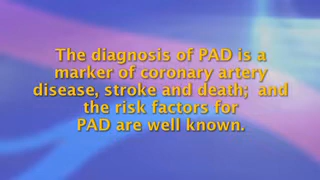 The diagnosis of PAD is a
marker of coronary artery
disease, stroke and death;  and
the risk factors for
PAD are well known.